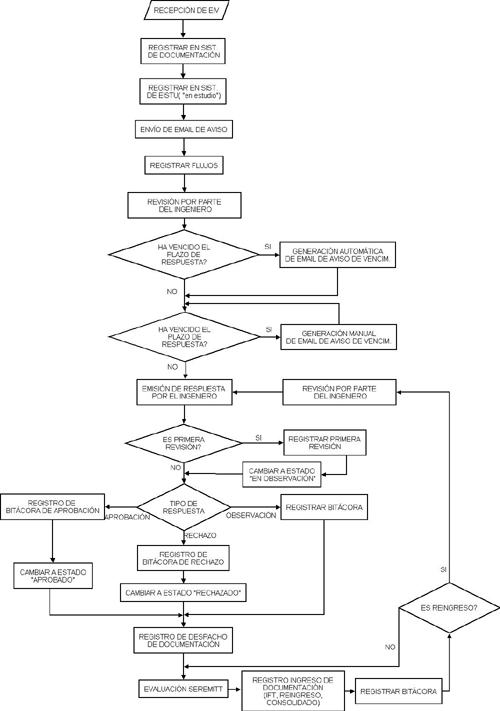 RECEPCIÓN DE EIV
REGISTRAR EN SIST.
DE DOCUMENTACIÓN
REGISTRAR EN SIST.
DE EISTU( "en estudio")
ENVÍO DE EMAIL DE AVISO
REGISTRAR FLUJOS
REVISIÓN POR PARTE
DEL INGENIERO
HA VENCIDO EL
PLAZO DE
RESPUESTA?
SI
GENERACIÓN AUTOMÁTICA
DE EMAIL DE AVISO DE VENCIM.
NO
HA VENCIDO EL
PLAZO DE
RESPUESTA?
SI
GENERACIÓN MANUAL
DE EMAIL DE AVISO DE VENCIM.
NO
EMISIÓN DE RESPUESTA
POR EL INGENIERO
REVISIÓN POR PARTE
DEL INGENIERO
ES PRIMERA
REVISIÓN?
SI
REGISTRAR PRIMERA
REVISIÓN
NO
CAMBIAR A ESTADO
"EN OBSERVACIÓN"
REGISTRO DE
BITÁCORA DE APROBACIÓN
APROBACIÓN
TIPO DE
RESPUESTA
OBSERVACIÓN
REGISTRAR BITÁCORA
RECHAZO
REGISTRO DE
BITÁCORA DE RECHAZO
CAMBIAR A ESTADO
"APROBADO"
CAMBIAR A ESTADO "RECHAZADO"
SI
ES REINGRESO?
REGISTRO DE DESPACHO
DE DOCUMENTACIÓN
NO
EVALUACIÓN SEREMITT
REGISTRO INGRESO DE
DOCUMENTACIÓN
(IFT, REINGRESO,
CONSOLIDADO)
REGISTRAR BITÁCORA